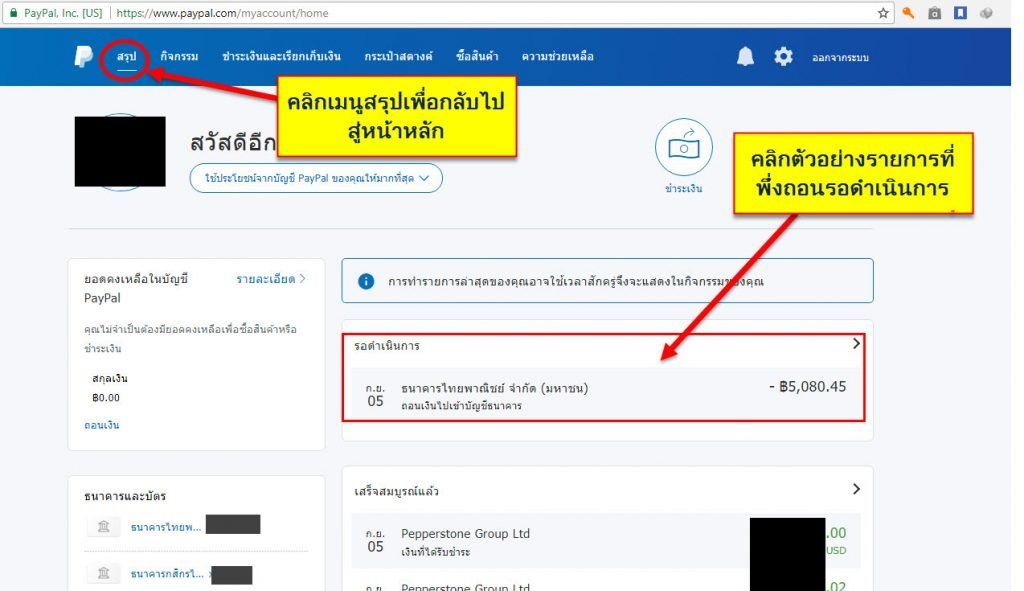 PayPal, Inc. [US] https://www.paypal.com/myaccount/home
สรุป กิจกรรม ชำระเงินและเรียกเก็บเงิน กระเป๋าสตางค์ ซื้อสินค้า ความช่วยเหลือ ออกจากระบบ
คลิกเมนูสรุปเพื่อกลับไป
สู่หน้าหลัก
สวัสดีอีก
ใช้ประโยชน์จากบัญชี PayPal ของคุณให้มากที่สุด
ชำระเงิน
คลิกตัวอย่างรายการที่
พึ่งถอนรอดำเนินการ
ยอดคงเหลือในบัญชี รายละเอียด
PayPal
คุณไม่จำเป็นต้องมียอดคงเหลือเพื่อซื้อสินค้าหรือ
ชำระเงิน
สกุลเงิน
฿0.00
ถอนเงิน
การทำรายการล่าสุดของคุณอาจใช้เวลาสักครู่จึงจะแสดงในกิจกรรมของคุณ
รอดำเนินการ
ก.ย. ธนาคารไทยพาณิชย์ จำกัด (มหาชน) - ฿5,080.45
05 ถอนเงินไปเข้าบัญชีธนาคาร
ธนาคารและบัตร
ธนาคารไทยพ...
ธนาคารกสิกรไ...
เสร็จสมบูรณ์แล้ว
ก.ย. Pepperstone Group Ltd .00
05 เงินที่ได้รับชำระ USD
ก.ย. Pepperstone Group Ltd .02